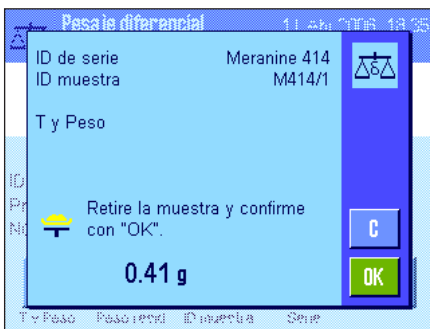 Pesaje diferencial 11.Abr 2006 18:35
ID de serie Meranine 414
ID muestra M414/1
T y Peso
Retire la muestra y confirme
con "OK".
C
0.41 g
OK
T y Peso Peso resid ID muestra Serie